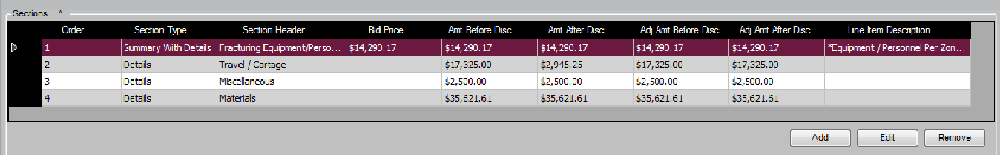 Sections ^
Order Section Type Section Header Bid Price Amt Before Disc. Amt After Disc. Adj.Amt Before Disc. Adj.Amt After Disc. Line Item Description
1 Summary With Details Fracturing Equipment/Perso... $14,290.17 $14,290.17 $14,290.17 $14,290.17 $14,290.17 *Equipment / Personnel Per Zon...
2 Details Travel / Cartage $17,325.00 $2,945.25 $17,325.00 $17,325.00
3 Details Miscellaneous $2,500.00 $2,500.00 $2,500.00 $2,500.00
4 Details Materials $35,621.61 $35,621.61 $35,621.61 $35,621.61
Add Edit Remove